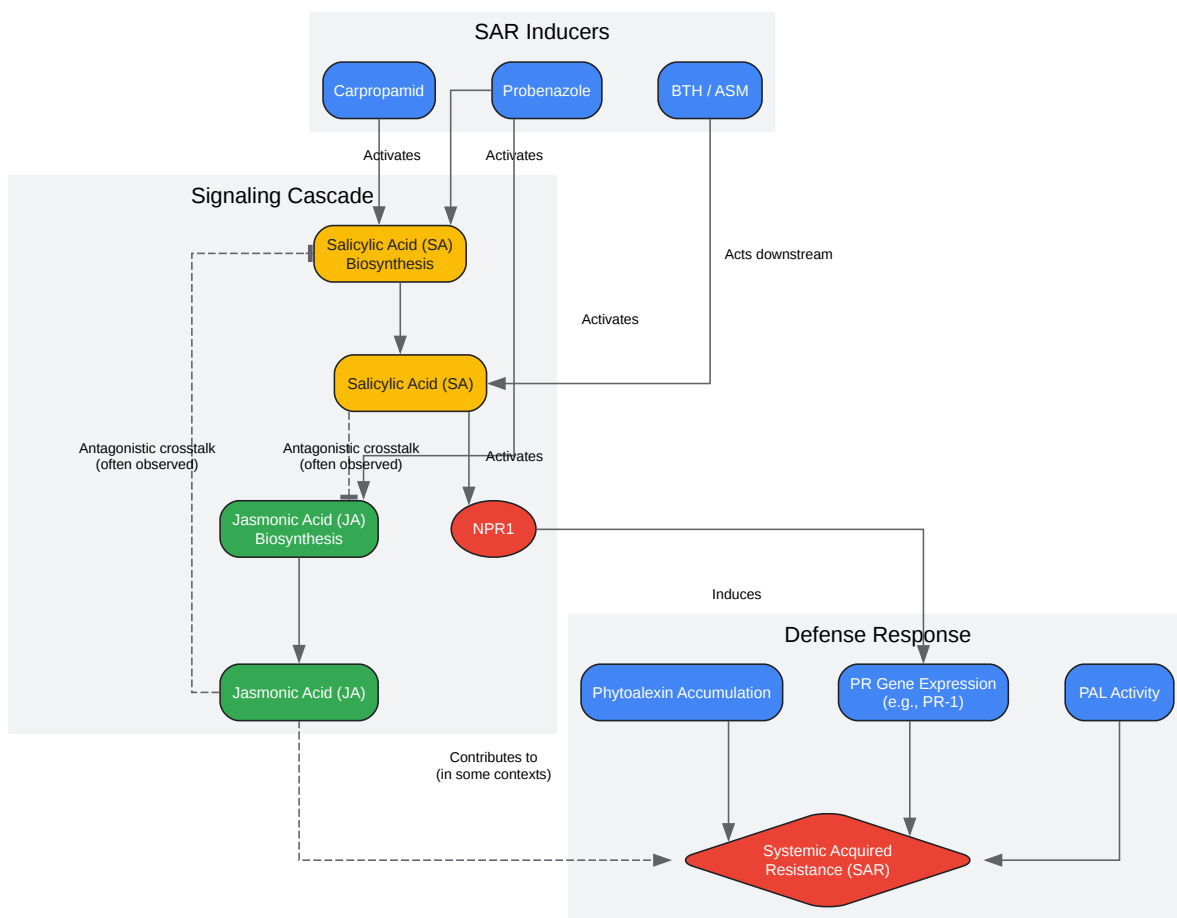 SAR Inducers
Carpropamid
Probenazole
BTH / ASM
Activates
Activates
Signaling Cascade
Salicylic Acid (SA)
Biosynthesis
Acts downstream
Activates
Salicylic Acid (SA)
Antagonistic crosstalk
(often observed)
Antagonistic crosstalk
(often observed)
Activates
Jasmonic Acid (JA)
Biosynthesis
NPR1
Induces
Defense Response
Jasmonic Acid (JA)
Phytoalexin Accumulation
PR Gene Expression
(e.g., PR-1)
PAL Activity
Contributes to
(in some contexts)
Systemic Acquired
Resistance (SAR)